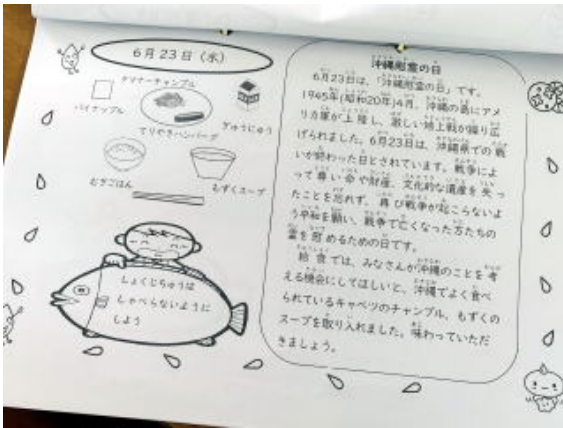 6月23日（水）
タマナーチャンプル
パイナップル
ぎゅうにゅう
てりやきハンバーグ
むぎごはん
もずくスープ
しょくじちゅうは
しゃべらないように
しよう
沖縄慰霊の日
6月23日は、「沖縄慰霊の日」です。
1945年(昭和20年)4月、沖縄の島にアメ
リカ軍が上陸し、激しい地上戦が繰り広
げられました。6月23日は、沖縄県での戦
いが終わった日とされています。戦争によ
って尊い命や財産、文化的な遺産を失っ
たことを忘れず、再び戦争が起こらないよ
う平和を願い、戦争で亡くなった方たちの
霊を慰めるための日です。
給食では、みなさんが沖縄のことを考
える機会にしてほしいと、沖縄でよく食べ
られているキャベツのチャンプル、もずくの
スープを取り入れました。味わっていただ
きましょう。